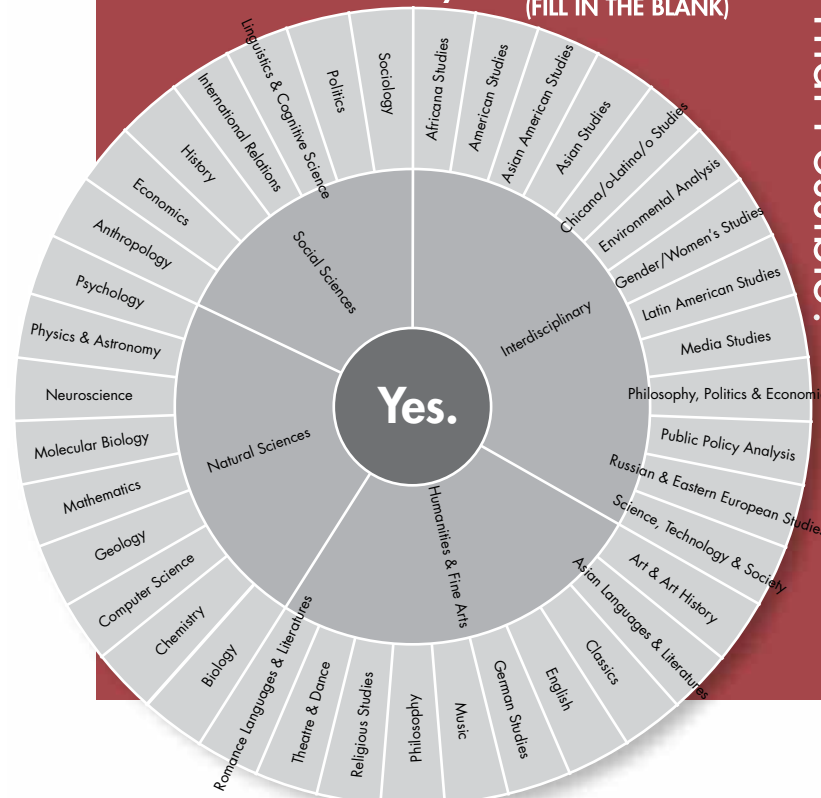 (FILL IN THE BLANK)
Yes.
Interdisciplinary
Africana Studies
American Studies
Asian American Studies
Asian Studies
Chicana/o-Latina/o Studies
Environmental Analysis
Gender/Women's Studies
Latin American Studies
Media Studies
Philosophy, Politics & Economi
Public Policy Analysis
Russian & Eastern European Studies
Science, Technology & Society
Humanities & Fine Arts
Art & Art History
Asian Languages & Literatures
Classics
English
German Studies
Music
Philosophy
Religious Studies
Theatre & Dance
Romance Languages & Literatures
Natural Sciences
Biology
Chemistry
Computer Science
Geology
Mathematics
Molecular Biology
Neuroscience
Physics & Astronomy
Psychology
Social Sciences
Anthropology
Economics
History
International Relations
Linguistics & Cognitive Science
Politics
Sociology